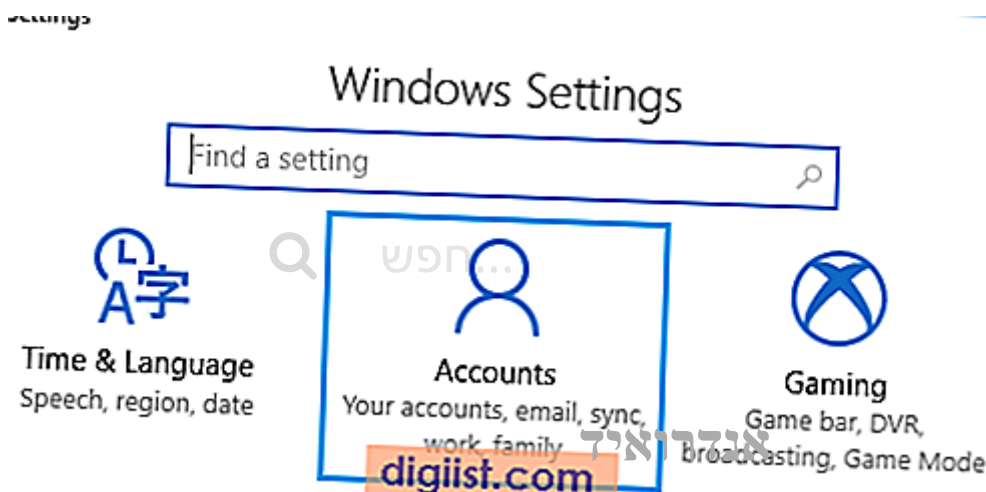 Settings
Windows Settings
Find a setting
חפש...
Time & Language
Speech, region, date
Accounts
Your accounts, email, sync,
work, family
Gaming
Game bar, DVR,
broadcasting, Game Mode
אנדרואיד
digiist.com